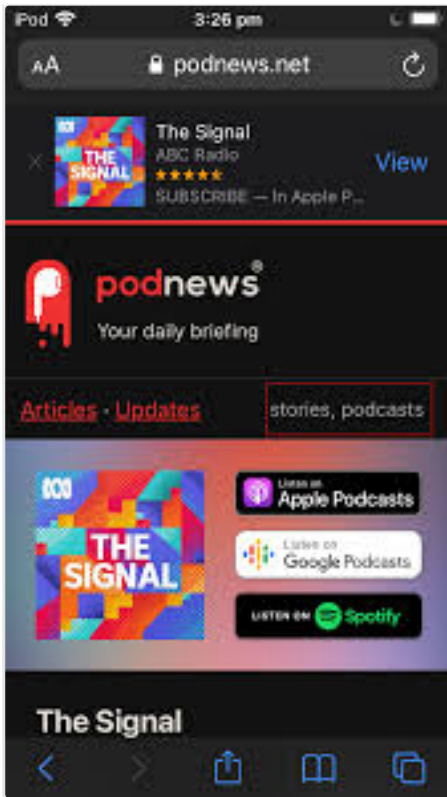 iPod 3:26 pm
AA podnews.net
THE
SIGNAL
The Signal
ABC Radio
SUBSCRIBE — In Apple P...
View
podnews®
Your daily briefing
Articles · Updates stories, podcasts
THE
SIGNAL
Listen on
Apple Podcasts
Listen on
Google Podcasts
LISTEN ON Spotify
The Signal